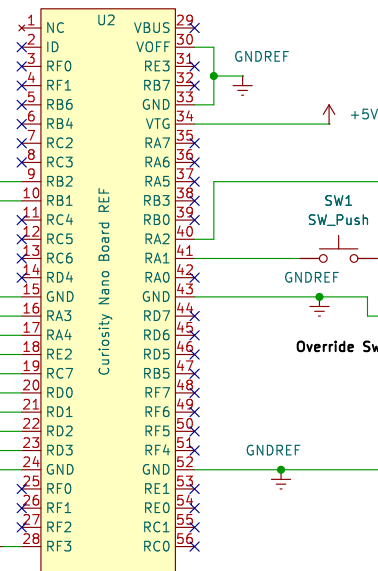 U2
1 NC VBUS 29
2 ID VOFF 30
GNDREF
3 RF0 RE3 31
4 RF1 RB7 32
5 RB6 GND 33
6 RB4 VTG 34
+5V
7 RC2 RA7 35
8 RC3 RA6 36
9 RB2 RA5 37
10 RB1 RB3 38
SW1
11 RC4 RB0 39
SW_Push
12 RC5 RA2 40
13 RC6 RA1 41
14 RD4 RA0 42
GNDREF
15 GND GND 43
16 RA3 RD7 44
17 RA4 RD6 45
18 RE2 RD5 46
Override Sw
19 RC7 RB5 47
20 RD0 RF7 48
21 RD1 RF6 49
22 RD2 RF5 50
23 RD3 RF4 51
GNDREF
24 GND GND 52
25 RF0 RE1 53
26 RF1 RE0 54
27 RF2 RC1 55
28 RF3 RC0 56
Curiosity Nano Board REF